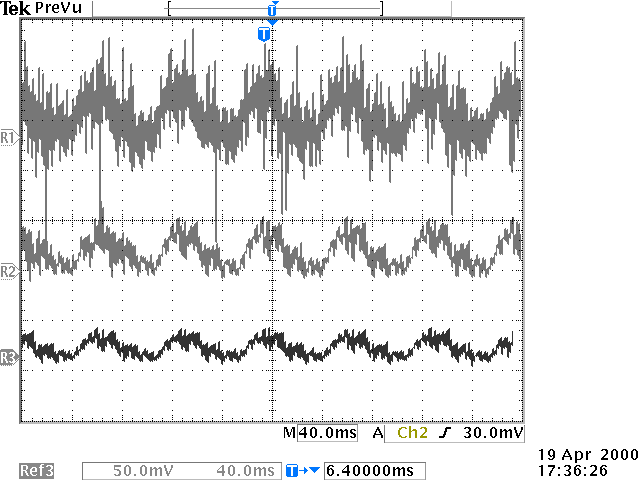 Tek PreVu
T
T
R1
R2
R3
M 40.0ms A Ch2 30.0mV
Ref3 50.0mV 40.0ms T 6.40000ms
19 Apr 2000
17:36:26